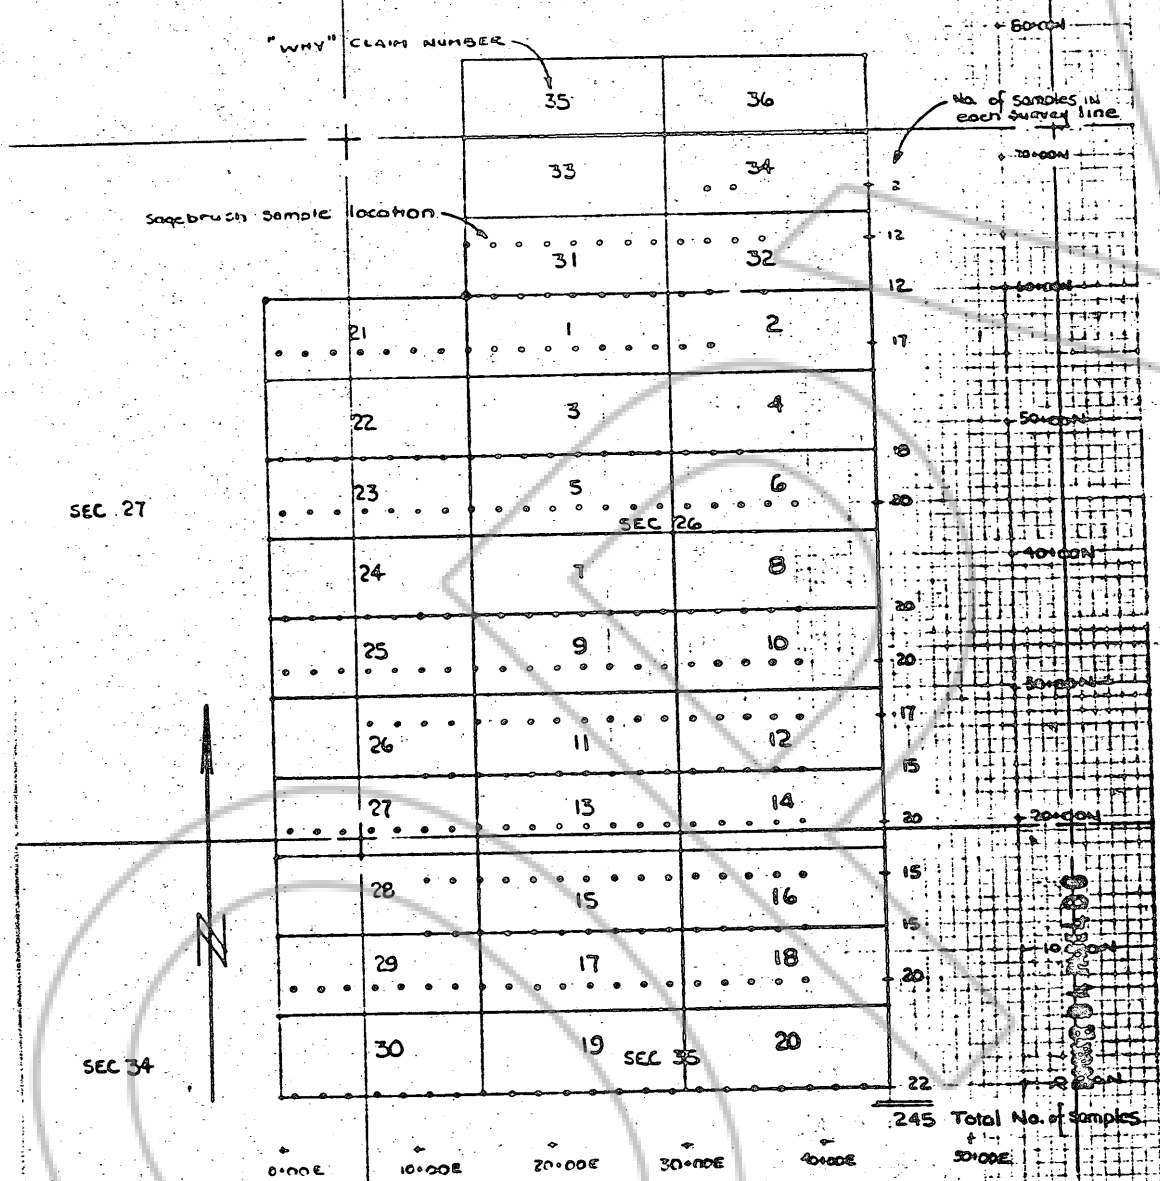 60+00N
"WHY" CLAIM NUMBER
35 36
No. of samples in
each survey line
70+00N
33 34
2
sagebrush sample location
12
31 32
12
60+00N
21 1 2
17
22 3 4
50+00N
18
23 5 6
20
SEC 27
SEC 26
40+00N
24 7 8
20
25 9 10
20
30+00N
17
26 11 12
15
27 13 14
20
20+00N
15
28 15 16
15
29 17 18
20
30 19 20
SEC 35
SEC 34
N
22
245 Total No. of samples
0+00E 10+00E 20+00E 30+00E 40+00E 50+00E